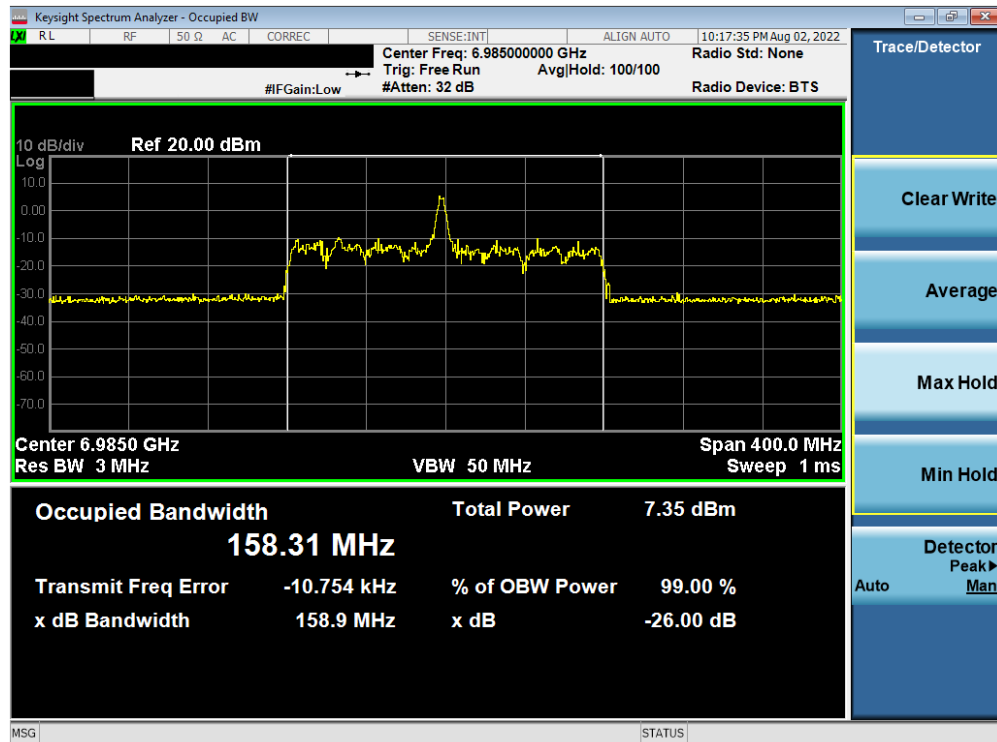 Keysight Spectrum Analyzer - Occupied BW
LXI RL RF 50 Ω AC CORREC SENSE:INT ALIGN AUTO 10:17:35 PM Aug 02, 2022
Center Freq: 6.985000000 GHz Radio Std: None
Trig: Free Run Avg|Hold: 100/100
#IFGain:Low #Atten: 32 dB Radio Device: BTS
Trace/Detector
10 dB/div Ref 20.00 dBm
Log
10.0
0.00
-10.0
-20.0
-30.0
-40.0
-50.0
-60.0
-70.0
Center 6.9850 GHz Span 400.0 MHz
Res BW 3 MHz VBW 50 MHz Sweep 1 ms
Occupied Bandwidth Total Power 7.35 dBm
158.31 MHz
Transmit Freq Error -10.754 kHz % of OBW Power 99.00 %
x dB Bandwidth 158.9 MHz x dB -26.00 dB
Clear Write
Average
Max Hold
Min Hold
Detector
Peak▶
Auto Man
MSG STATUS